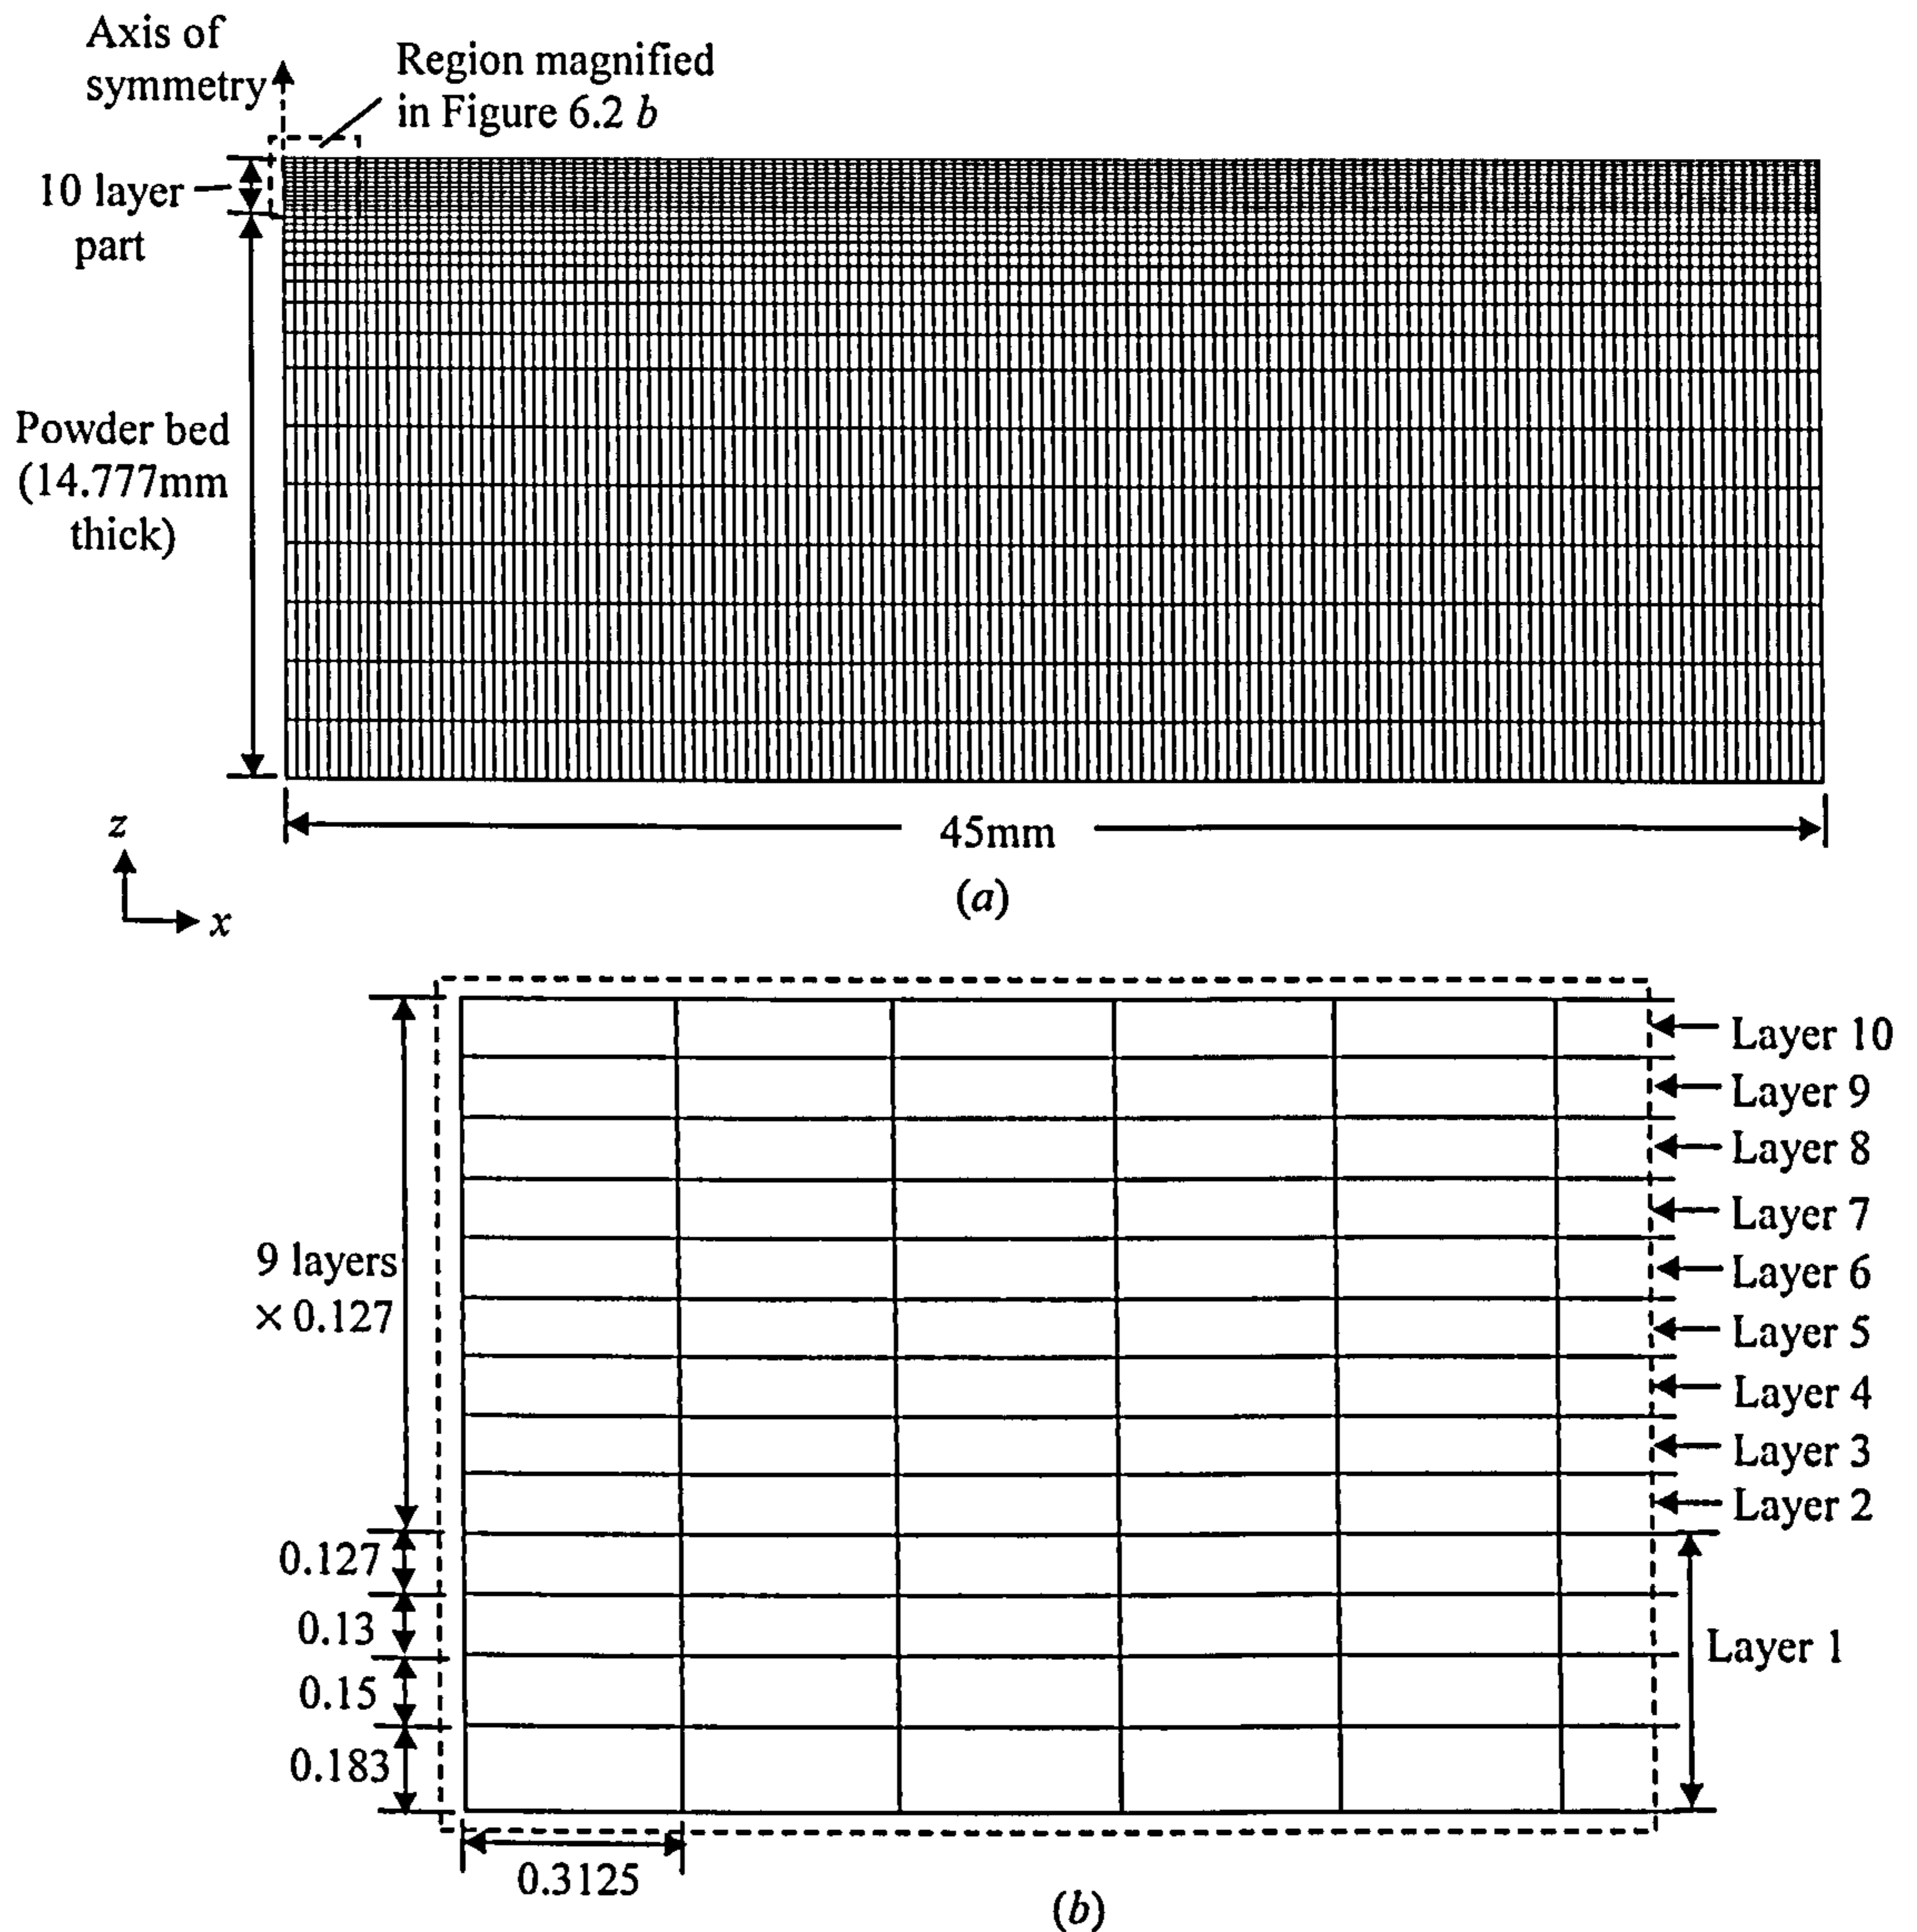 Axis of
symmetry
Region magnified
in Figure 6.2 b
10 layer
part
Powder bed
(14.777mm
thick)
45mm
z
x
(a)
Layer 10
Layer 9
Layer 8
Layer 7
9 layers
× 0.127
Layer 6
Layer 5
Layer 4
Layer 3
Layer 2
0.127
0.13
0.15
0.183
Layer 1
0.3125
(b)